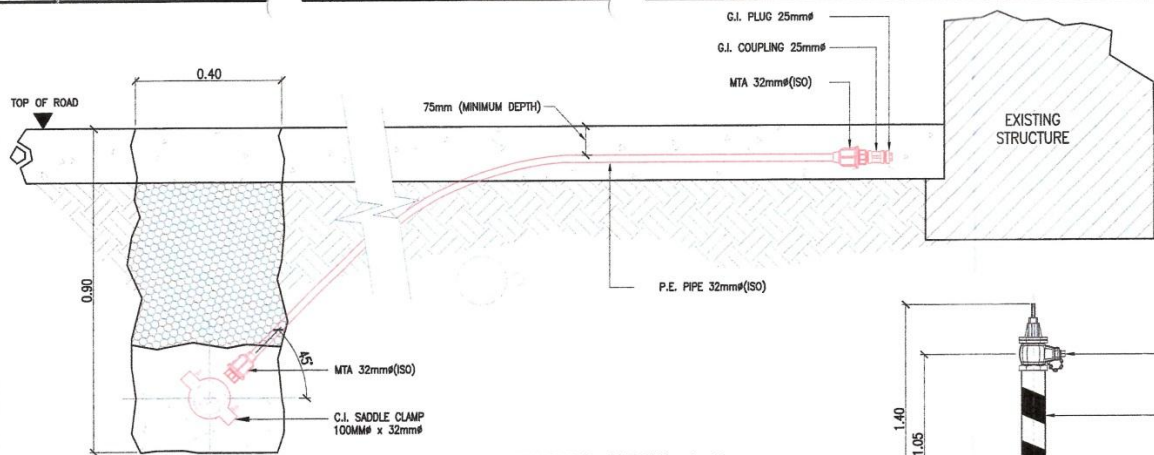 G.I. PLUG 25mmø
G.I. COUPLING 25mmø
MTA 32mmø(ISO)
0.40
TOP OF ROAD
75mm (MINIMUM DEPTH)
EXISTING
STRUCTURE
0.90
P.E. PIPE 32mmø(ISO)
45°
MTA 32mmø(ISO)
C.I. SADDLE CLAMP
100MMø x 32mmø
1.40
1.05